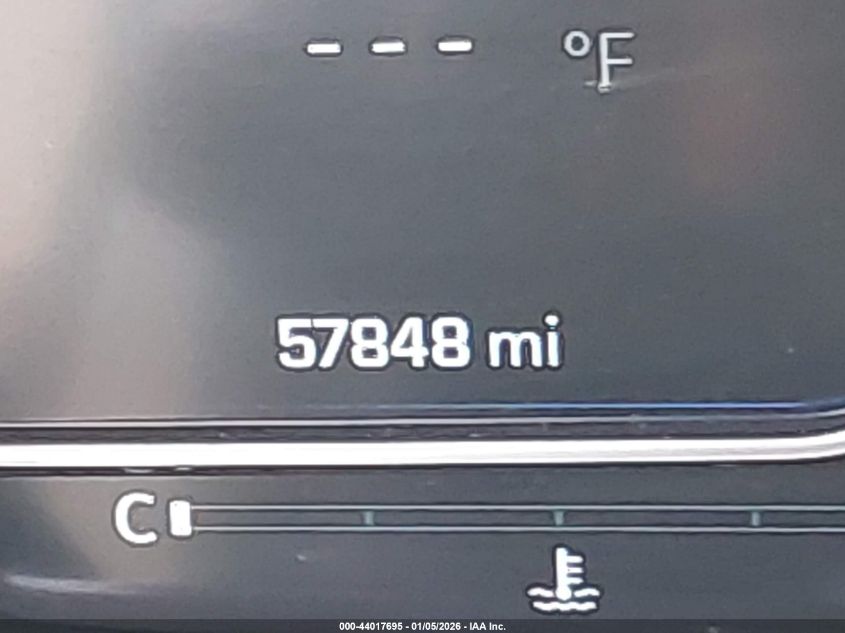 --- °F
57848 mi
C
000-44017695 - 01/05/2026 - IAA Inc.